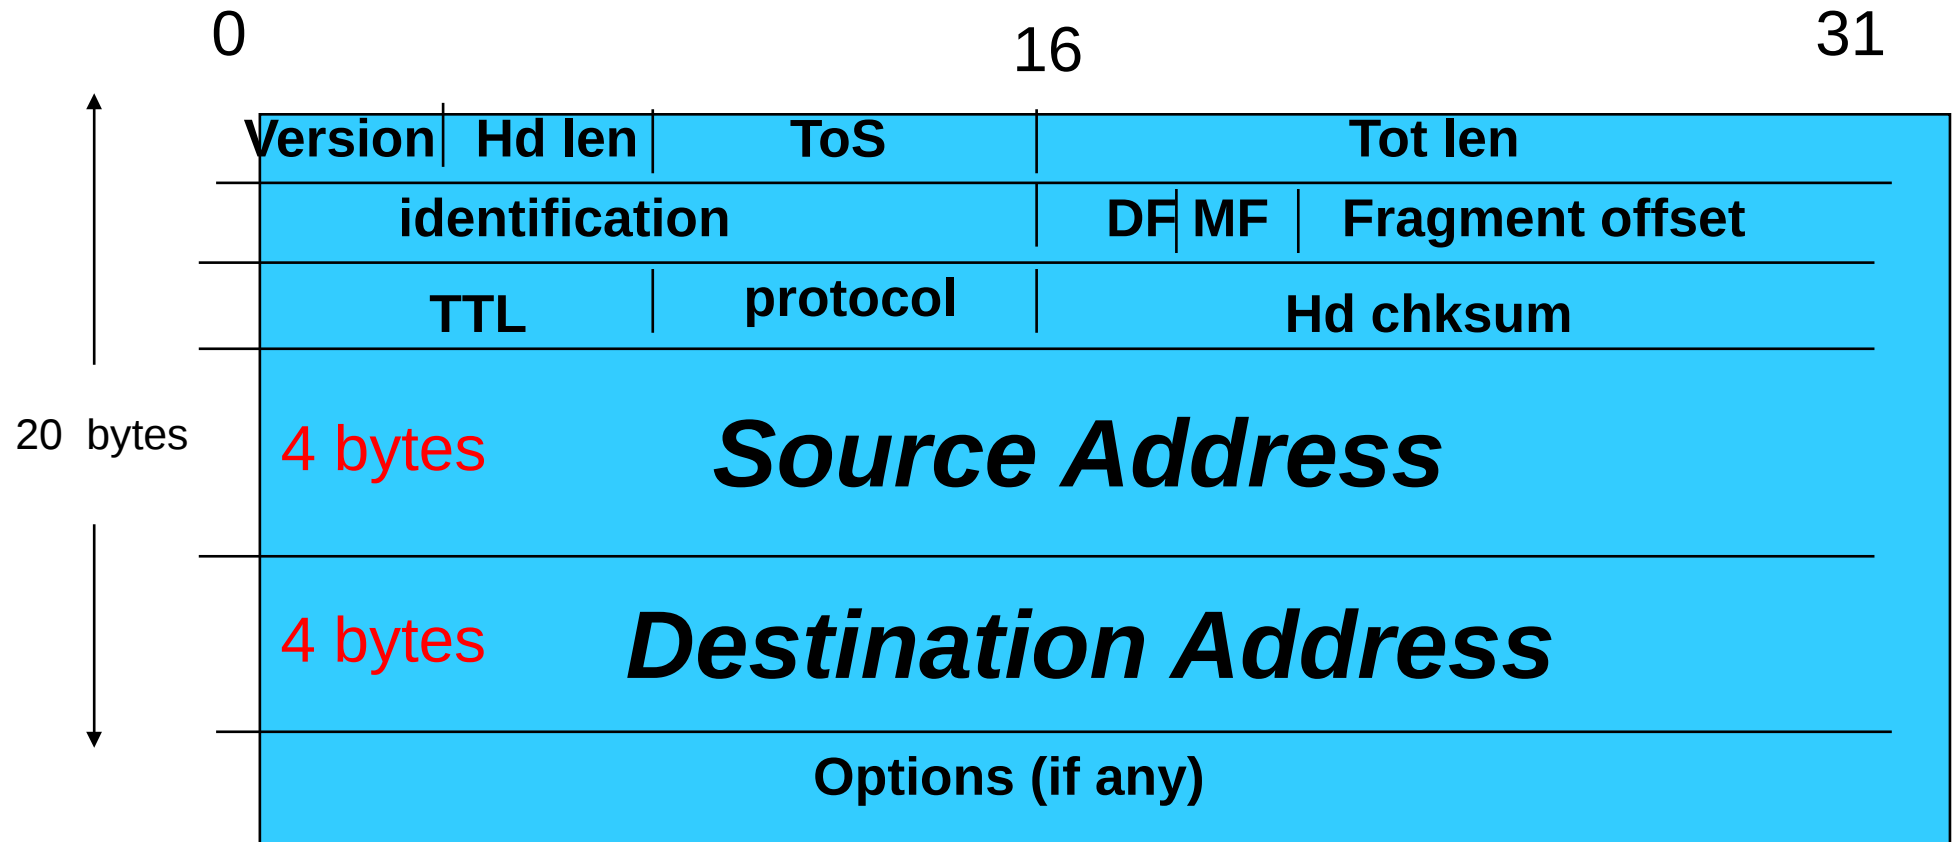 0 16 31
Version Hd len ToS Tot len
identification DF MF Fragment offset
TTL protocol Hd chksum
20 bytes 4 bytes Source Address
4 bytes Destination Address
Options (if any)